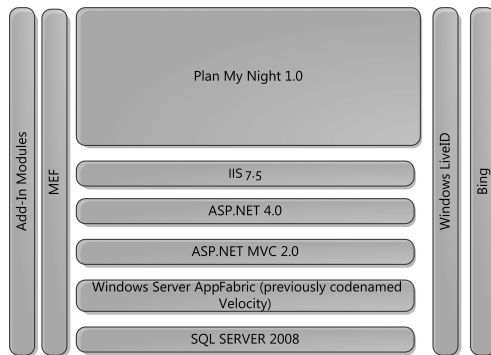 Add-In Modules
MEF
Plan My Night 1.0
IIS 7.5
ASP.NET 4.0
ASP.NET MVC 2.0
Windows Server AppFabric (previously codenamed
Velocity)
SQL SERVER 2008
Windows LiveID
Bing